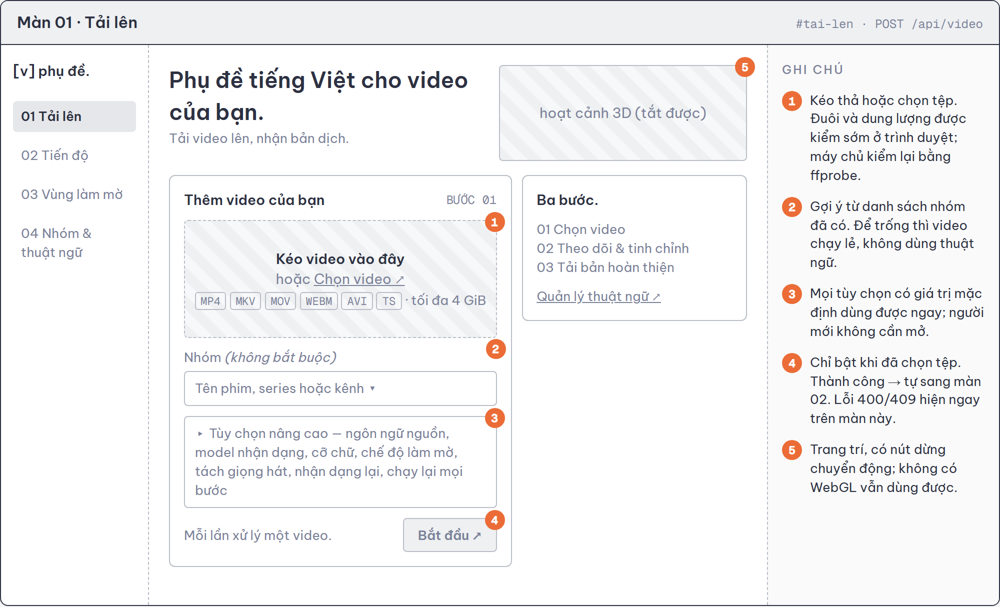 Màn 01 · Tải lên
#tai-len · POST /api/video
[v] phụ đề.
01 Tải lên
02 Tiến độ
03 Vùng làm mờ
04 Nhóm &
thuật ngữ
Phụ đề tiếng Việt cho video
của bạn.
Tải video lên, nhận bản dịch.
5
hoạt cảnh 3D (tắt được)
Thêm video của bạn
BƯỚC 01
1
Kéo video vào đây
hoặc Chọn video ↗
MP4 MKV MOV WEBM AVI TS · tối đa 4 GiB
2
Nhóm (không bắt buộc)
Tên phim, series hoặc kênh ▾
3
▸ Tùy chọn nâng cao — ngôn ngữ nguồn,
model nhận dạng, cỡ chữ, chế độ làm mờ,
tách giọng hát, nhận dạng lại, chạy lại mọi
bước
4
Mỗi lần xử lý một video.
Bắt đầu ↗
Ba bước.
01 Chọn video
02 Theo dõi & tinh chỉnh
03 Tải bản hoàn thiện
Quản lý thuật ngữ ↗
GHI CHÚ
1 Kéo thả hoặc chọn tệp.
Đuôi và dung lượng được
kiểm sớm ở trình duyệt;
máy chủ kiểm lại bằng
ffprobe.
2 Gợi ý từ danh sách nhóm
đã có. Để trống thì video
chạy lẻ, không dùng thuật
ngữ.
3 Mọi tùy chọn có giá trị mặc
định dùng được ngay; người
mới không cần mở.
4 Chỉ bật khi đã chọn tệp.
Thành công → tự sang màn
02. Lỗi 400/409 hiện ngay
trên màn này.
5 Trang trí, có nút dừng
chuyển động; không có
WebGL vẫn dùng được.